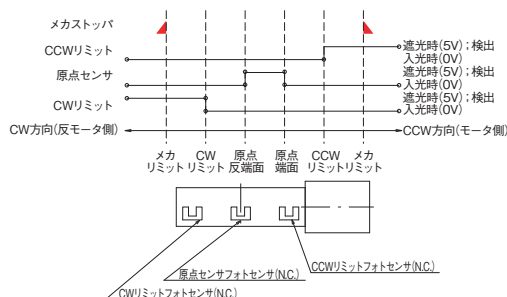 メカストッパ
CCWリミット
遮光時(5V)；検出
入光時(0V)
原点センサ
遮光時(5V)；検出
入光時(0V)
CWリミット
遮光時(5V)；検出
入光時(0V)
CW方向(反モータ側)
CCW方向(モータ側)
メカ
リミット
CW
リミット
原点
反端面
原点
端面
CCW
リミット
メカ
リミット
CCWリミットフォトセンサ(N.C.)
原点センサフォトセンサ(N.C.)
CWリミットフォトセンサ(N.C.)